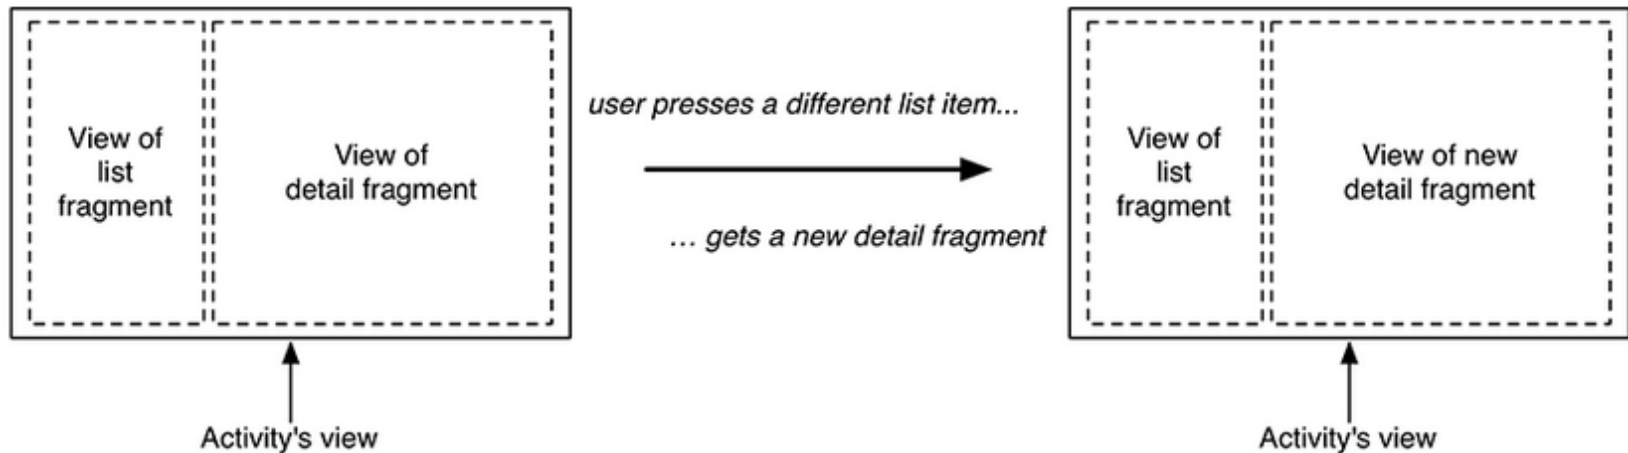 View of
list
fragment
View of
detail fragment
user presses a different list item...
... gets a new detail fragment
View of
list
fragment
View of new
detail fragment
Activity's view
Activity's view